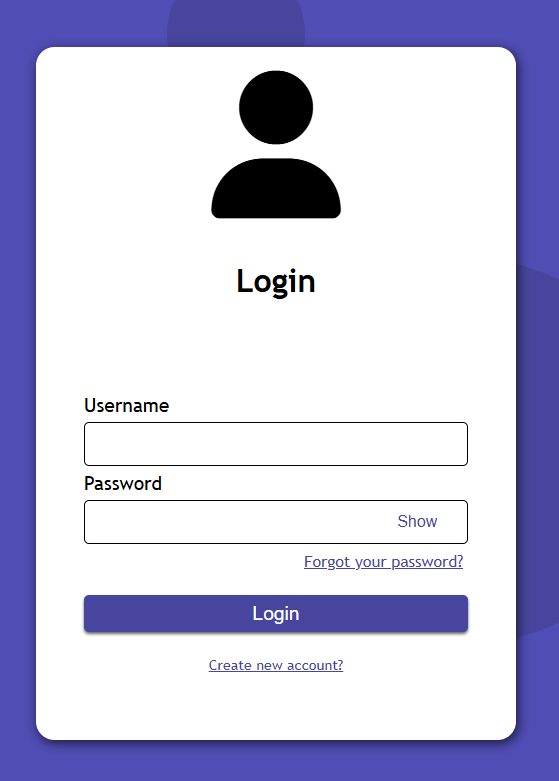 Login
Username
Password
Show
Forgot your password?
Login
Create new account?